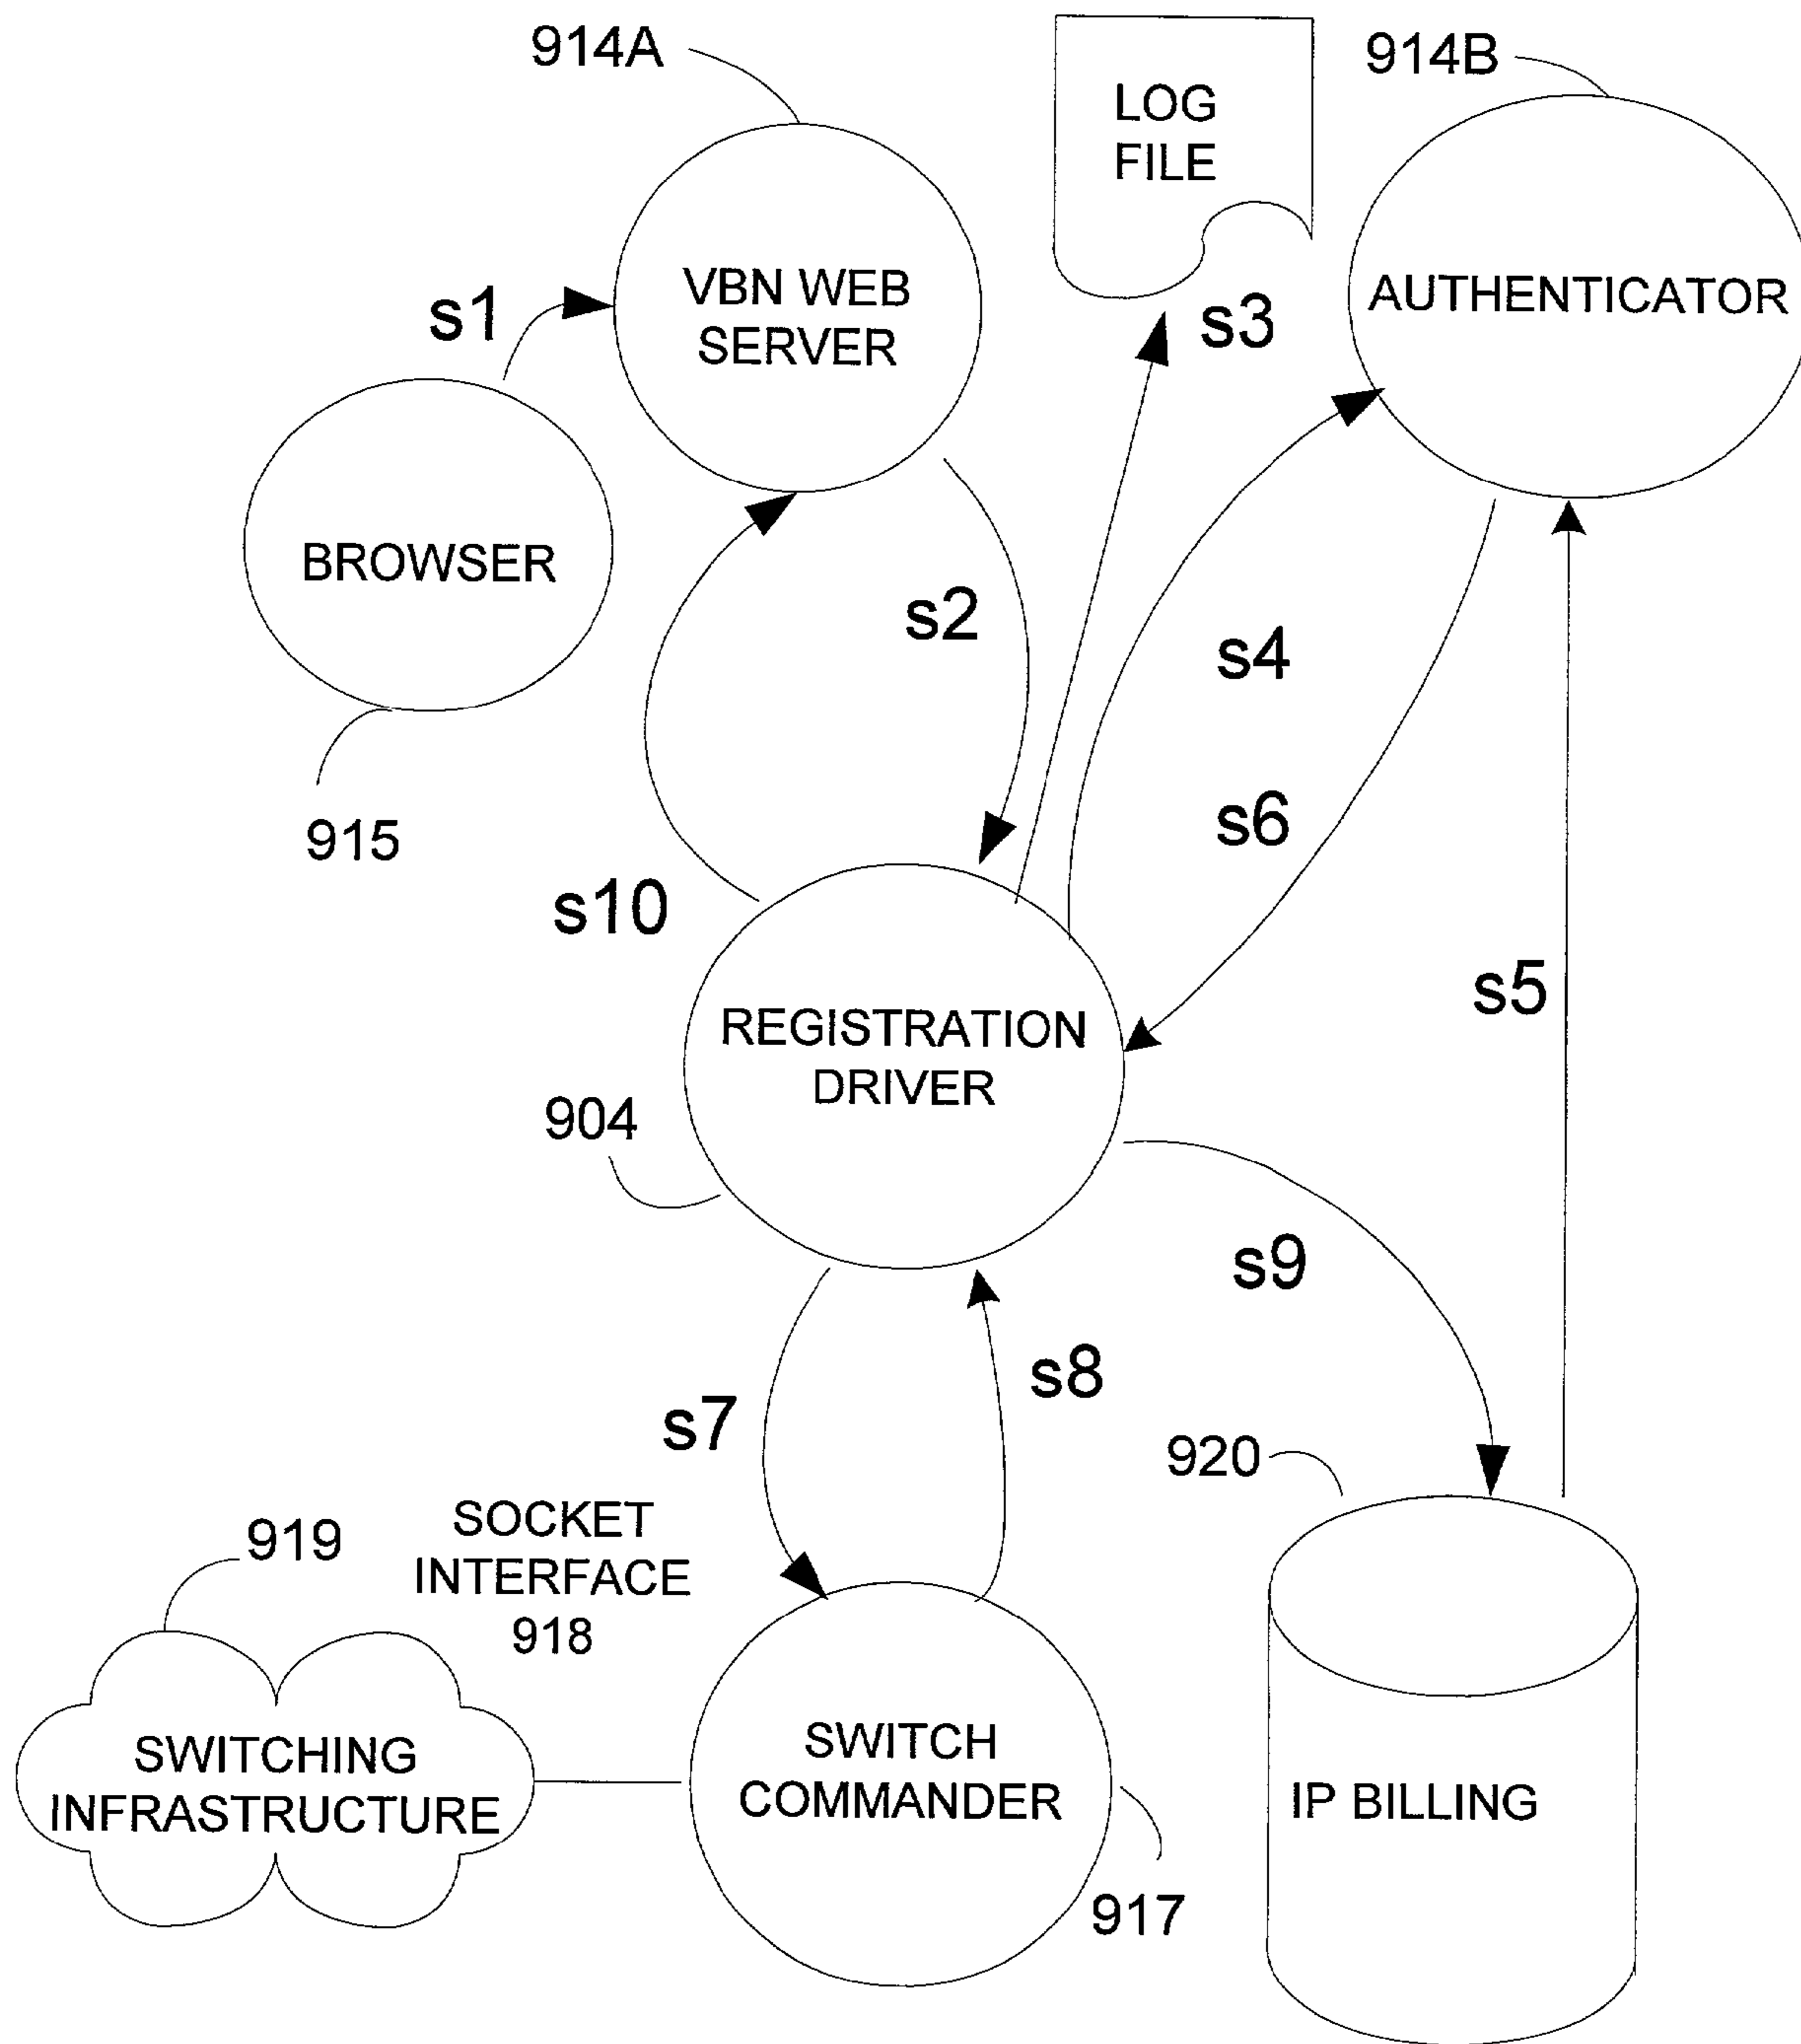 914A
LOG
FILE
914B
VBN WEB
SERVER
AUTHENTICATOR
s1
s3
BROWSER
s2
s4
s6
915
s10
s5
REGISTRATION
DRIVER
904
s9
s8
s7
920
919
SOCKET
INTERFACE
918
SWITCHING
INFRASTRUCTURE
SWITCH
COMMANDER
IP BILLING
917